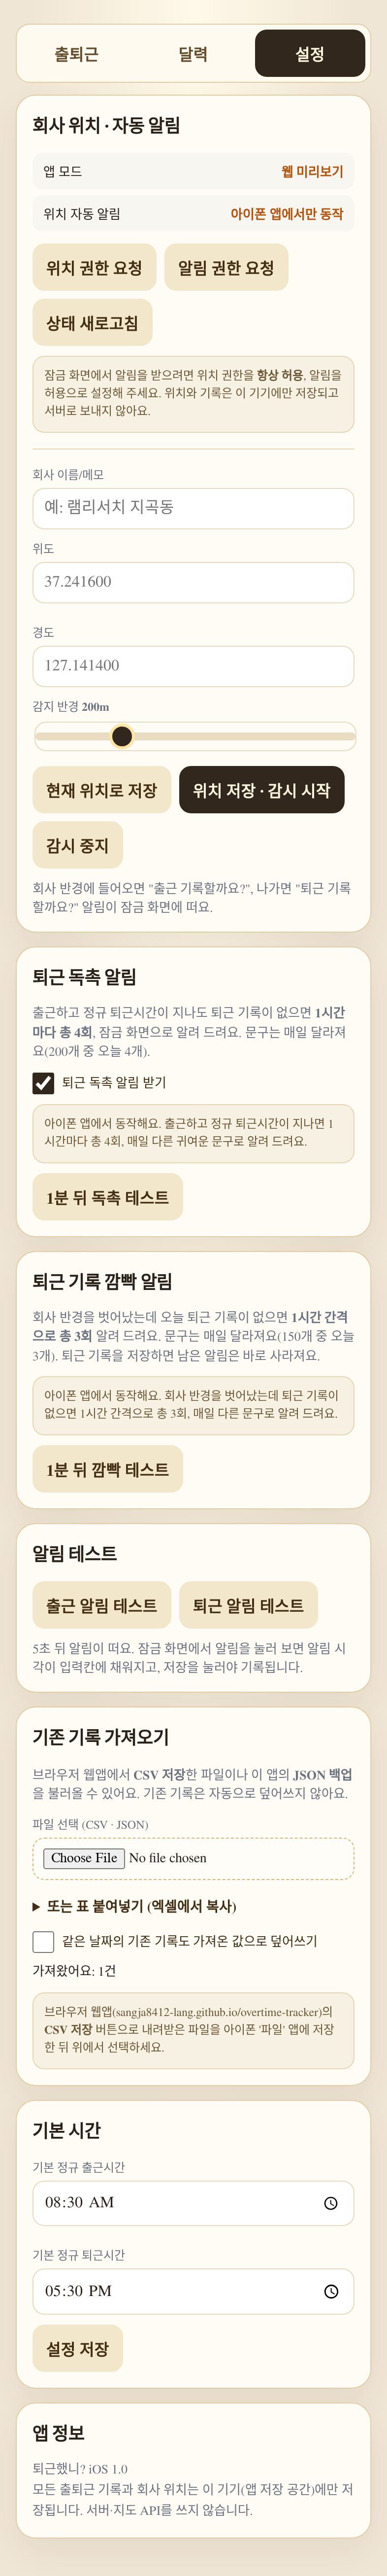 출퇴근
달력
설정
회사 위치 · 자동 알림
앱 모드
웹 미리보기
위치 자동 알림
아이폰 앱에서만 동작
위치 권한 요청
알림 권한 요청
상태 새로고침
잠금 화면에서 알림을 받으려면 위치 권한을 항상 허용, 알림을
허용으로 설정해 주세요. 위치와 기록은 이 기기에만 저장되고
서버로 보내지 않아요.
회사 이름/메모
예: 램리서치 지곡동
위도
37.241600
경도
127.141400
감지 반경 200m
현재 위치로 저장
위치 저장 · 감시 시작
감시 중지
회사 반경에 들어오면 "출근 기록할까요?", 나가면 "퇴근 기록
할까요?" 알림이 잠금 화면에 떠요.
퇴근 독촉 알림
출근하고 정규 퇴근시간이 지나도 퇴근 기록이 없으면 1시간
마다 총 4회, 잠금 화면으로 알려 드려요. 문구는 매일 달라져
요(200개 중 오늘 4개).
퇴근 독촉 알림 받기
아이폰 앱에서 동작해요. 출근하고 정규 퇴근시간이 지나면 1
시간마다 총 4회, 매일 다른 귀여운 문구로 알려 드려요.
1분 뒤 독촉 테스트
퇴근 기록 깜빡 알림
회사 반경을 벗어났는데 오늘 퇴근 기록이 없으면 1시간 간격
으로 총 3회 알려 드려요. 문구는 매일 달라져요(150개 중 오늘
3개). 퇴근 기록을 저장하면 남은 알림은 바로 사라져요.
아이폰 앱에서 동작해요. 회사 반경을 벗어났는데 퇴근 기록이
없으면 1시간 간격으로 총 3회, 매일 다른 문구로 알려 드려요.
1분 뒤 깜빡 테스트
알림 테스트
출근 알림 테스트
퇴근 알림 테스트
5초 뒤 알림이 떠요. 잠금 화면에서 알림을 눌러 보면 알림 시
각이 입력칸에 채워지고, 저장을 눌러야 기록됩니다.
기존 기록 가져오기
브라우저 웹앱에서 CSV 저장한 파일이나 이 앱의 JSON 백업
을 불러올 수 있어요. 기존 기록은 자동으로 덮어쓰지 않아요.
파일 선택 (CSV · JSON)
Choose File No file chosen
또는 표 붙여넣기 (엑셀에서 복사)
같은 날짜의 기존 기록도 가져온 값으로 덮어쓰기
가져왔어요: 1건
브라우저 웹앱(sangja8412-lang.github.io/overtime-tracker)의
CSV 저장 버튼으로 내려받은 파일을 아이폰 '파일' 앱에 저장
한 뒤 위에서 선택하세요.
기본 시간
기본 정규 출근시간
08:30 AM
기본 정규 퇴근시간
05:30 PM
설정 저장
앱 정보
퇴근했니? iOS 1.0
모든 출퇴근 기록과 회사 위치는 이 기기(앱 저장 공간)에만 저
장됩니다. 서버·지도 API를 쓰지 않습니다.